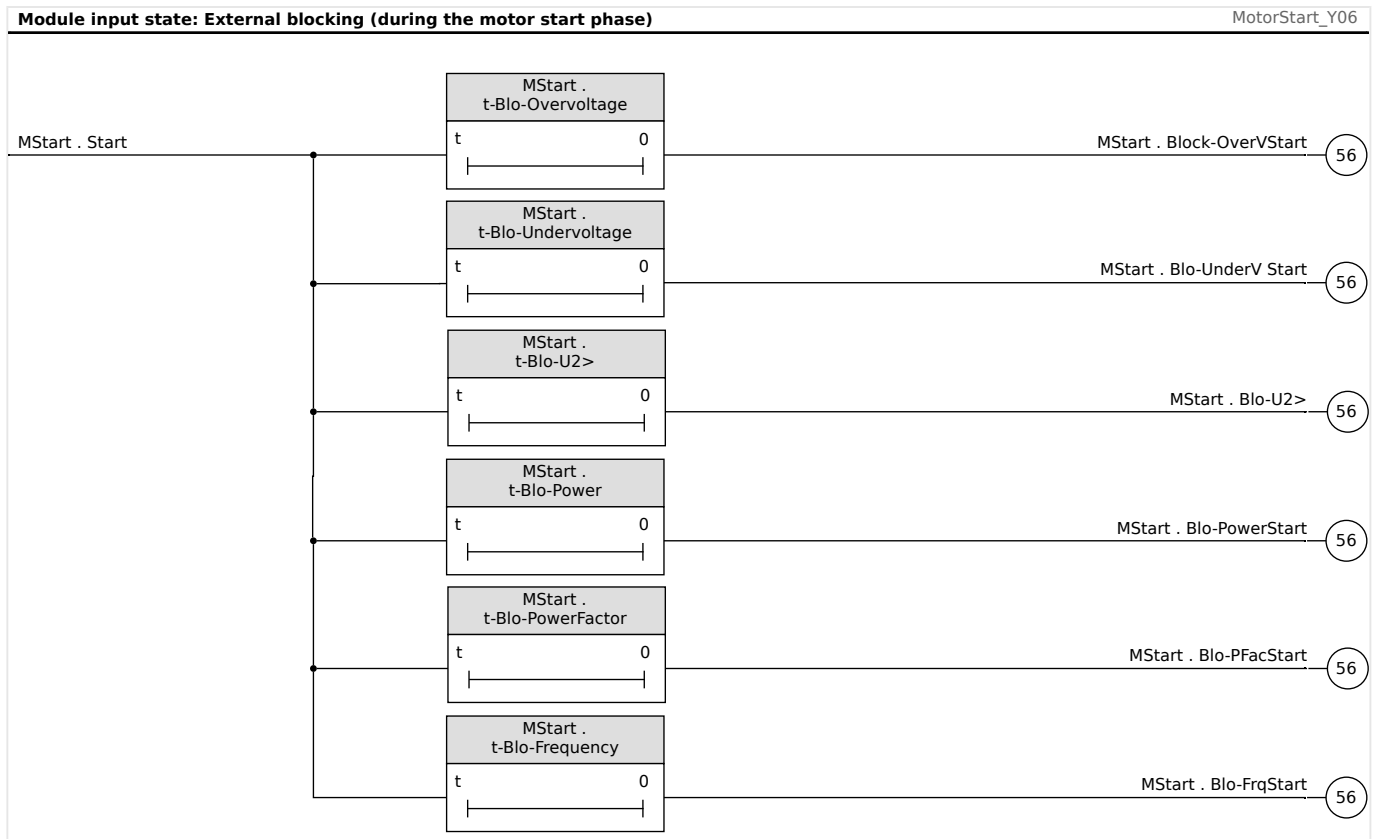 Module input state: External blocking (during the motor start phase)
MotorStart_Y06
MStart .
t-Blo-Overvoltage
MStart . Start
t 0
MStart . Block-OverVStart
56
MStart .
t-Blo-Undervoltage
t 0
MStart . Blo-UnderV Start
56
MStart .
t-Blo-U2>
t 0
MStart . Blo-U2>
56
MStart .
t-Blo-Power
t 0
MStart . Blo-PowerStart
56
MStart .
t-Blo-PowerFactor
t 0
MStart . Blo-PFacStart
56
MStart .
t-Blo-Frequency
t 0
MStart . Blo-FrqStart
56